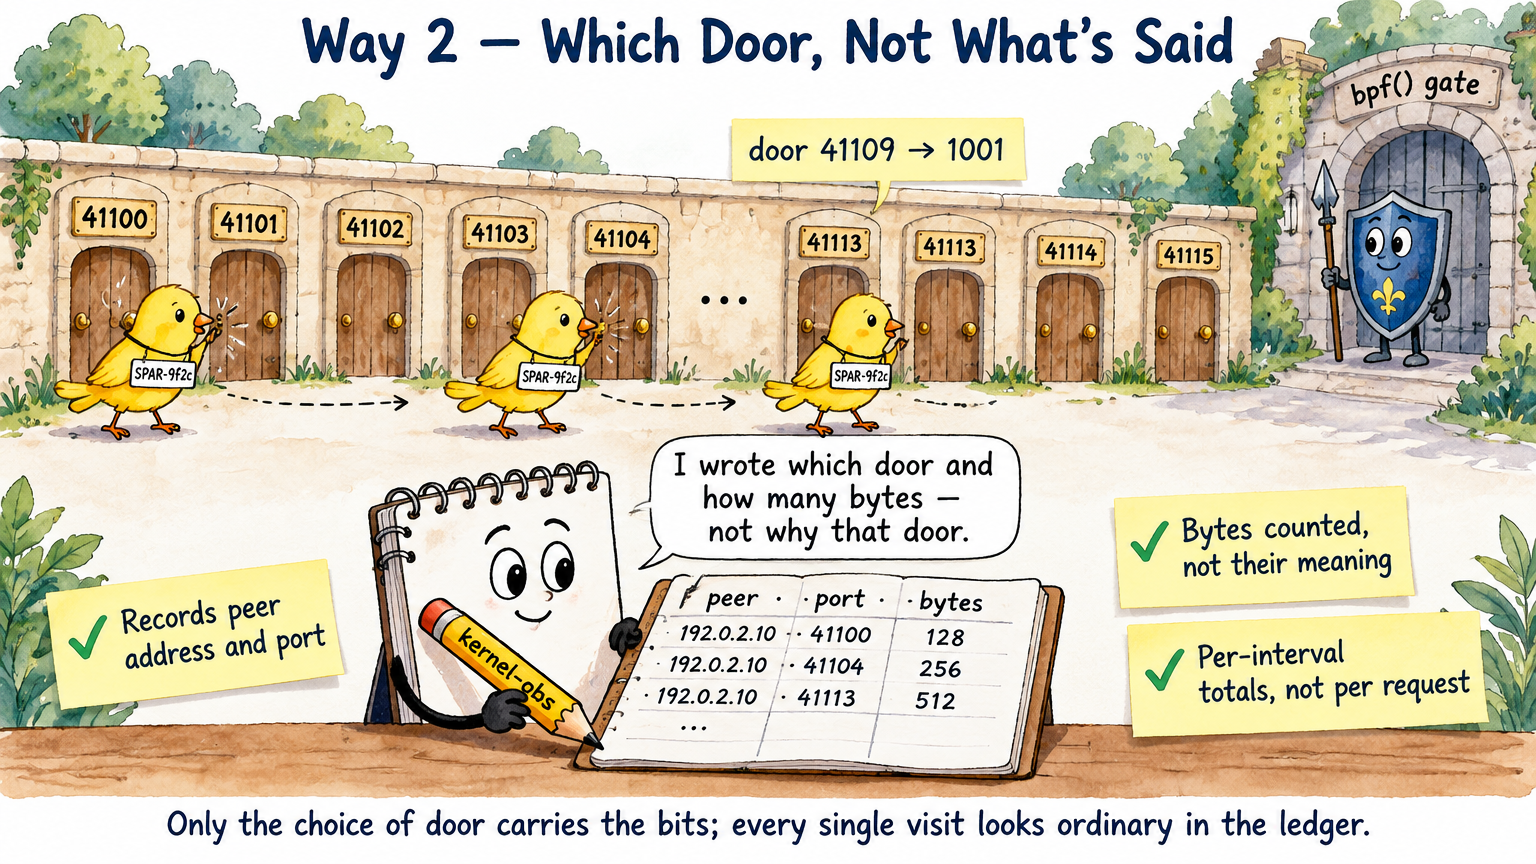 Way 2 — Which Door, Not What's Said
bpf() gate
door 41109 → 1001
41100
41101
41102
41103
41104
...
41113
41113
41114
41115
SPAR-9f2c
SPAR-9f2c
SPAR-9f2c
I wrote which door and
how many bytes —
not why that door.
Records peer
address and port
kernel-obs
peer · port · bytes
192.0.2.10 ·· 41100 128
192.0.2.10 ·· 41104 256
192.0.2.10 · 41113 512
...
Bytes counted,
not their meaning
Per-interval
totals, not per request
Only the choice of door carries the bits; every single visit looks ordinary in the ledger.